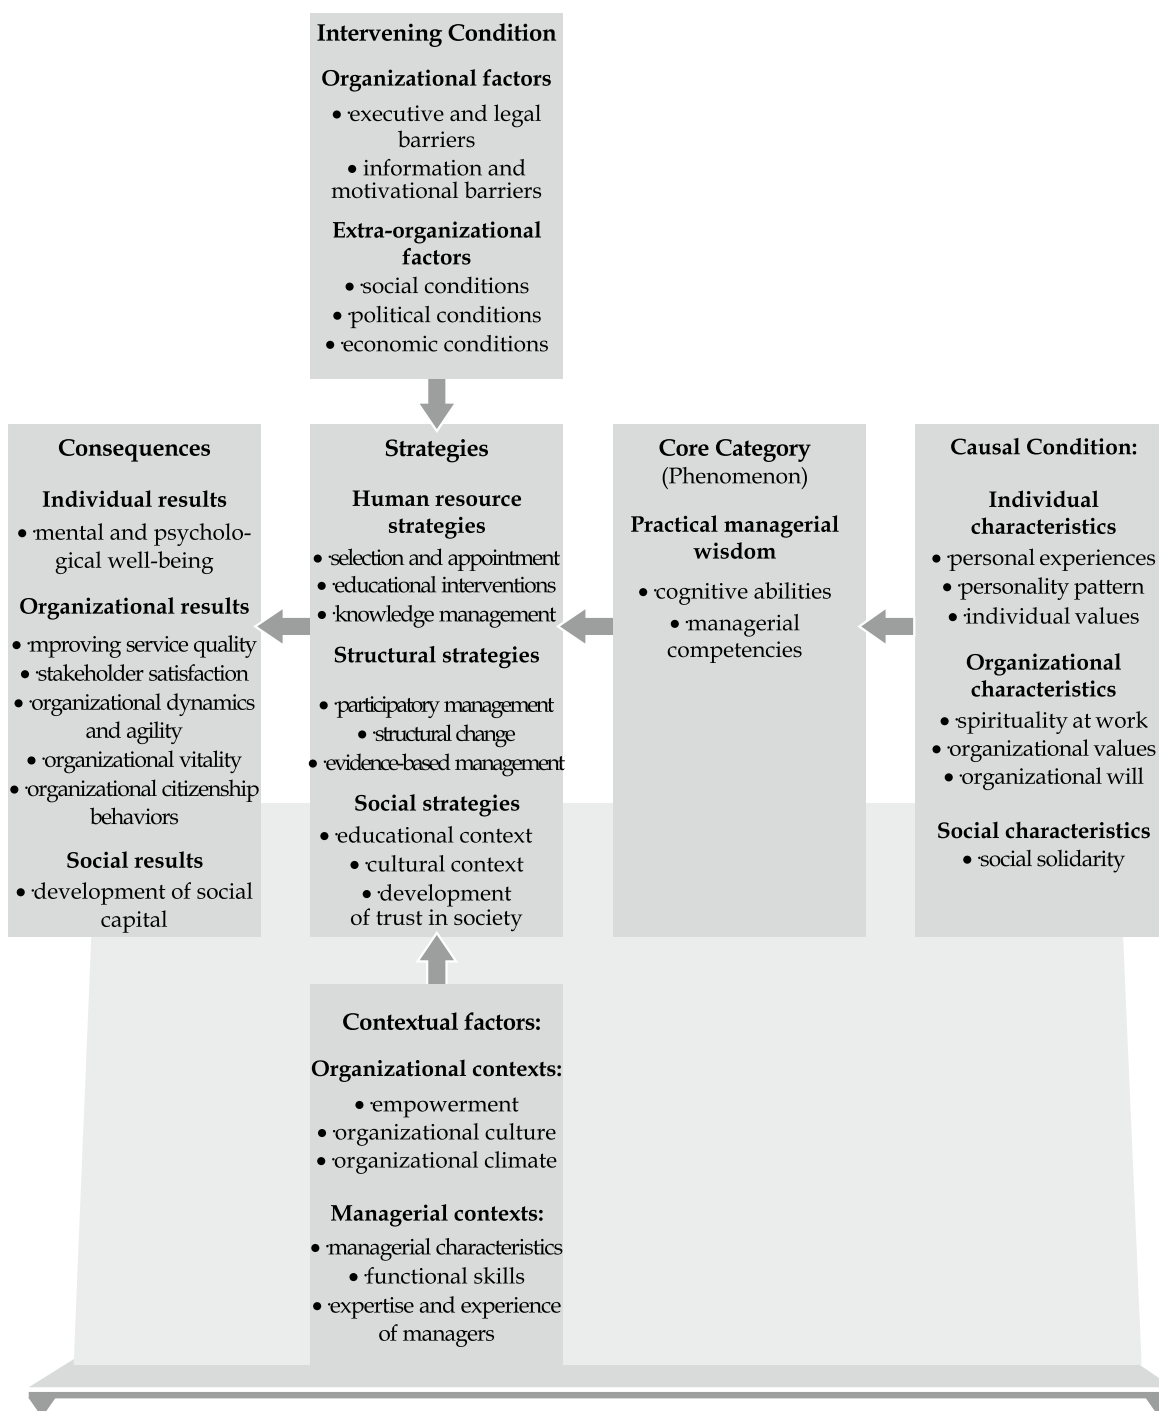 Intervening Condition
Organizational factors
• executive and legal
barriers
• information and
motivational barriers
Extra-organizational
factors
• social conditions
• political conditions
• economic conditions
Consequences
Individual results
• mental and psycholo-
gical well-being
Organizational results
• mproving service quality
• stakeholder satisfaction
• organizational dynamics
and agility
• organizational vitality
• organizational citizenship
behaviors
Social results
• development of social
capital
Strategies
Human resource
strategies
• selection and appointment
• educational interventions
• knowledge management
Structural strategies
• participatory management
• structural change
• evidence-based management
Social strategies
• educational context
• cultural context
• development
of trust in society
Core Category
(Phenomenon)
Practical managerial
wisdom
• cognitive abilities
• managerial
competencies
Causal Condition:
Individual
characteristics
• personal experiences
• personality pattern
• individual values
Organizational
characteristics
• spirituality at work
• organizational values
• organizational will
Social characteristics
• social solidarity
Contextual factors:
Organizational contexts:
• empowerment
• organizational culture
• organizational climate
Managerial contexts:
• managerial characteristics
• functional skills
• expertise and experience
of managers